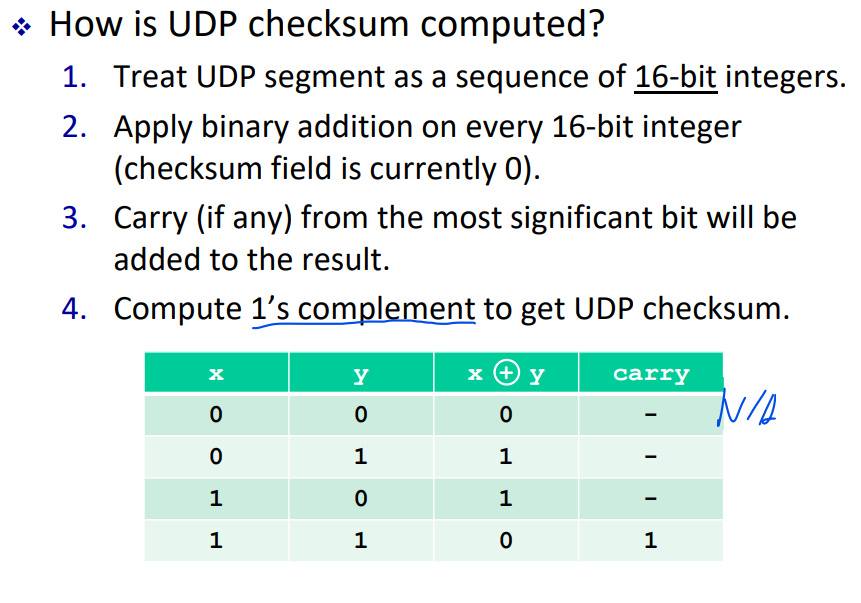 ❖ How is UDP checksum computed?
1. Treat UDP segment as a sequence of 16-bit integers.
2. Apply binary addition on every 16-bit integer
(checksum field is currently 0).
3. Carry (if any) from the most significant bit will be
added to the result.
4. Compute 1's complement to get UDP checksum.
x y x ⊕ y carry
0 0 0 – N/A
0 1 1 –
1 0 1 –
1 1 0 1